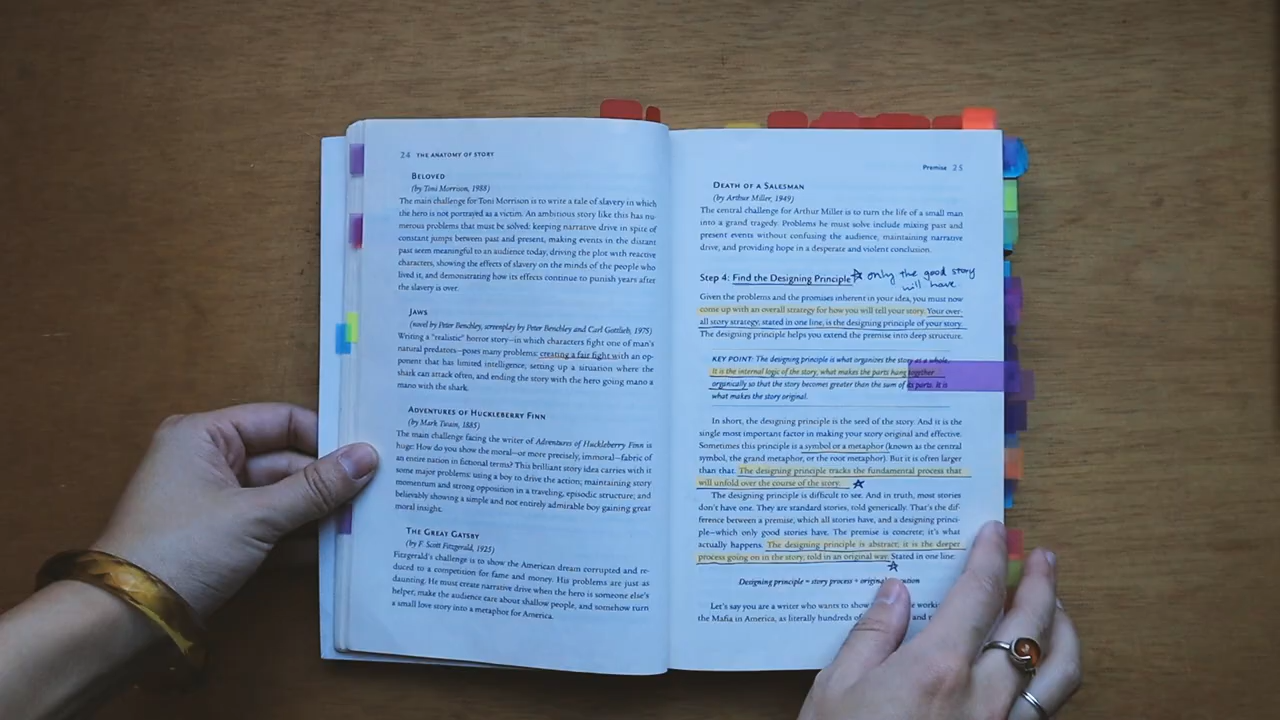 24 THE ANATOMY OF STORY
BELOVED
(by Toni Morrison, 1988)
The main challenge for Toni Morrison is to write a tale of slavery in which
the hero is not portrayed as a victim. An ambitious story like this has nu-
merous problems that must be solved: keeping narrative drive in spite of
constant jumps between past and present, making events in the distant
past seem meaningful to an audience today, driving the plot with reactive
characters, showing the effects of slavery on the minds of the people who
lived it, and demonstrating how its effects continue to punish years after
the slavery is over.
JAWS
(novel by Peter Benchley, screenplay by Peter Benchley and Carl Gottlieb, 1975)
Writing a "realistic" horror story—in which characters fight one of man's
natural predators—poses many problems: creating a fair fight with an op-
ponent that has limited intelligence; setting up a situation where the
shark can attack often, and ending the story with the hero going mano a
mano with the shark.
ADVENTURES OF HUCKLEBERRY FINN
(by Mark Twain, 1885)
The main challenge facing the writer of Adventures of Huckleberry Finn is
huge: How do you show the moral—or more precisely, immoral—fabric of
an entire nation in fictional terms? This brilliant story idea carries with it
some major problems: using a boy to drive the action; maintaining story
momentum and strong opposition in a traveling, episodic structure; and
believably showing a simple and not entirely admirable boy gaining great
moral insight.
THE GREAT GATSBY
(by F. Scott Fitzgerald, 1925)
Fitzgerald's challenge is to show the American dream corrupted and re-
duced to a competition for fame and money. His problems are just as
daunting. He must create narrative drive when the hero is someone else's
helper, make the audience care about shallow people, and somehow turn
a small love story into a metaphor for America.
Premise 25
DEATH OF A SALESMAN
(by Arthur Miller, 1949)
The central challenge for Arthur Miller is to turn the life of a small man
into a grand tragedy. Problems he must solve include mixing past and
present events without confusing the audience, maintaining narrative
drive, and providing hope in a desperate and violent conclusion.
Step 4: Find the Designing Principle ☆ only the good story
will have
Given the problems and the promises inherent in your idea, you must now
come up with an overall strategy for how you will tell your story. Your over-
all story strategy, stated in one line, is the designing principle of your story.
The designing principle helps you extend the premise into deep structure.
KEY POINT: The designing principle is what organizes the story as a whole.
It is the internal logic of the story, what makes the parts hang together
organically so that the story becomes greater than the sum of its parts. It is
what makes the story original.
In short, the designing principle is the seed of the story. And it is the
single most important factor in making your story original and effective.
Sometimes this principle is a symbol or a metaphor (known as the central
symbol, the grand metaphor, or the root metaphor). But it is often larger
than that. The designing principle tracks the fundamental process that
will unfold over the course of the story. ☆
The designing principle is difficult to see. And in truth, most stories
don't have one. They are standard stories, told generically. That's the dif-
ference between a premise, which all stories have, and a designing princi-
ple—which only good stories have. The premise is concrete; it's what
actually happens. The designing principle is abstract; it is the deeper
process going on in the story, told in an original way. Stated in one line:
☆
Designing principle = story process + original
Let's say you are a writer who wants to show
the Mafia in America, as literally hundreds of and